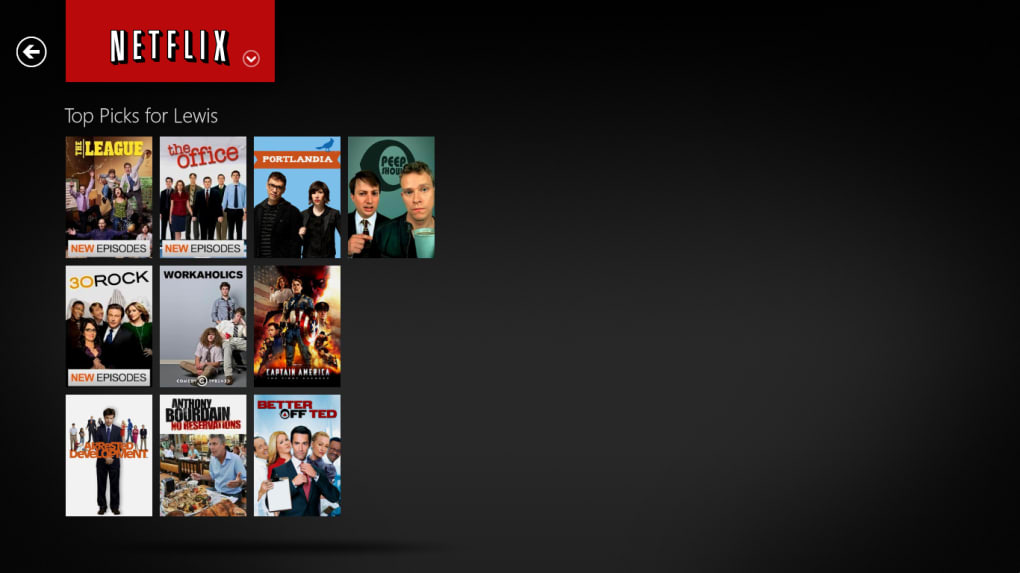 NETFLIX
Top Picks for Lewis
THE LEAGUE
NEW EPISODES
the office
NEW EPISODES
PORTLANDIA
PEEP
SHOW
30 ROCK
NEW EPISODES
WORKAHOLICS
COMEDY CENTRAL
CAPTAIN AMERICA
THE FIRST AVENGER
ARRESTED
DEVELOPMENT
ANTHONY
BOURDAIN
NO RESERVATIONS
BETTER
OFF TED